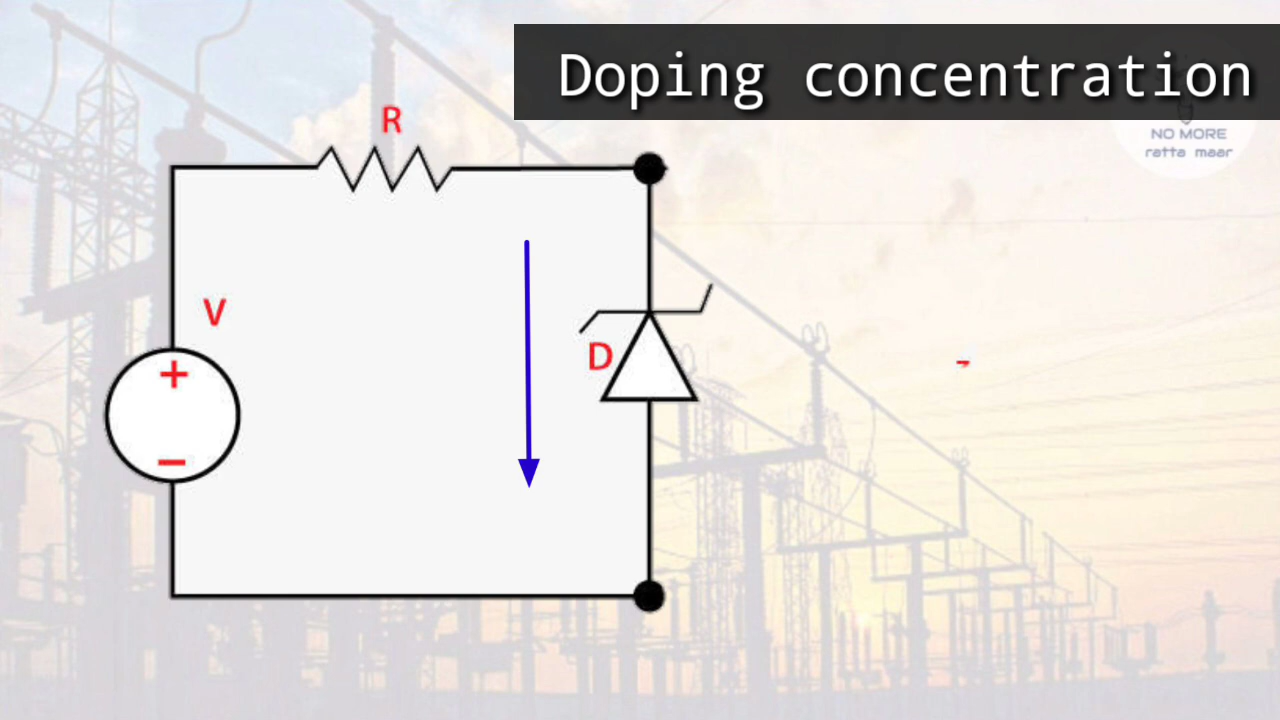 Doping concentration
NO MORE
ratta maar
R
V
+
D
−